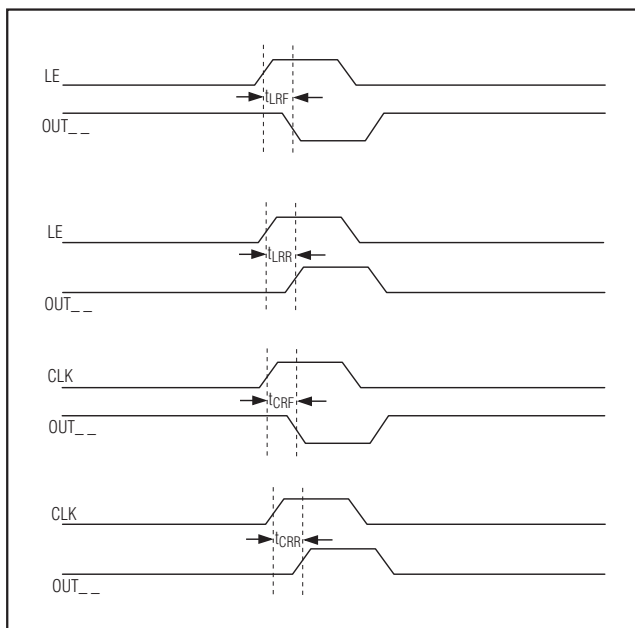 LE
tLRF
OUT_ _
LE
tLRR
OUT_ _
CLK
tCRF
OUT_ _
CLK
tCRR
OUT_ _